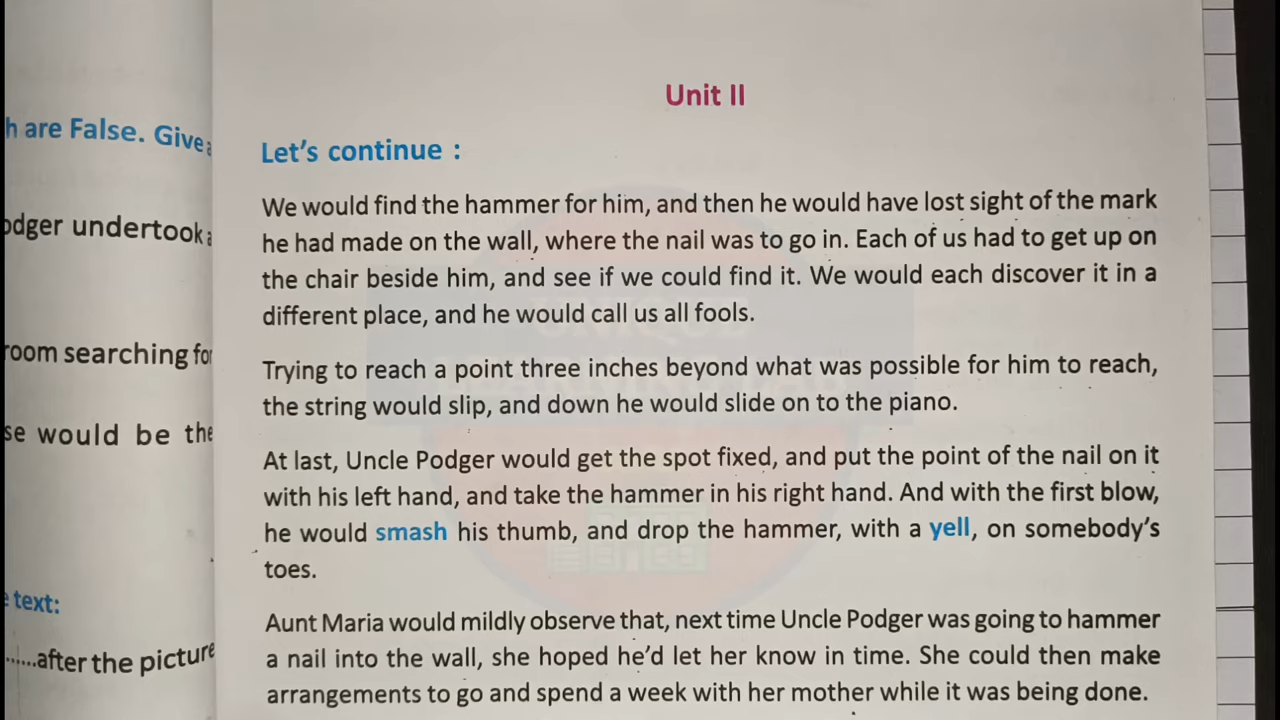 h are False. Give
odger undertook
room searching for
se would be the
text:
......after the picture
Unit II
Let's continue :
We would find the hammer for him, and then he would have lost sight of the mark
he had made on the wall, where the nail was to go in. Each of us had to get up on
the chair beside him, and see if we could find it. We would each discover it in a
different place, and he would call us all fools.
Trying to reach a point three inches beyond what was possible for him to reach,
the string would slip, and down he would slide on to the piano.
At last, Uncle Podger would get the spot fixed, and put the point of the nail on it
with his left hand, and take the hammer in his right hand. And with the first blow,
he would smash his thumb, and drop the hammer, with a yell, on somebody's
toes.
Aunt Maria would mildly observe that, next time Uncle Podger was going to hammer
a nail into the wall, she hoped he'd let her know in time. She could then make
arrangements to go and spend a week with her mother while it was being done.